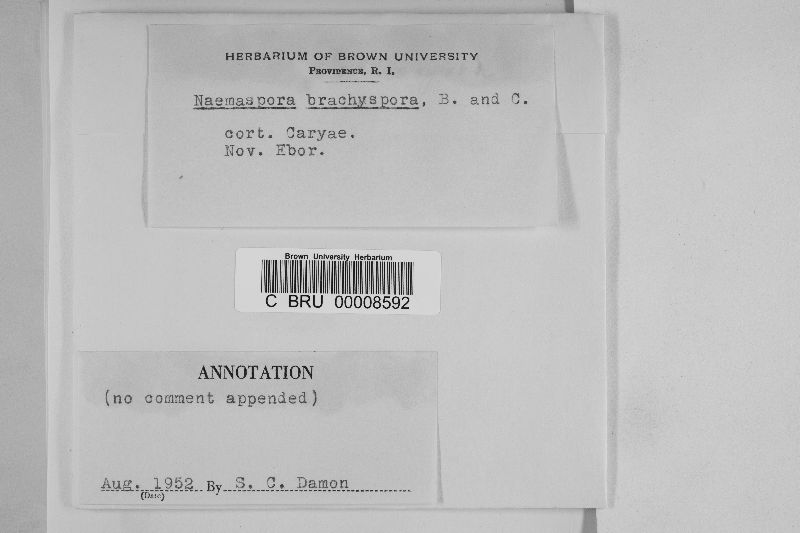 HERBARIUM OF BROWN UNIVERSITY
PROVIDENCE, R. I.
Naemaspora brachyspora, B. and C.
cort. Caryae.
Nov. Ebor.
Brown University Herbarium
C BRU 00008592
ANNOTATION
(no comment appended)
Aug. 1952 By S. C. Damon
(Date)